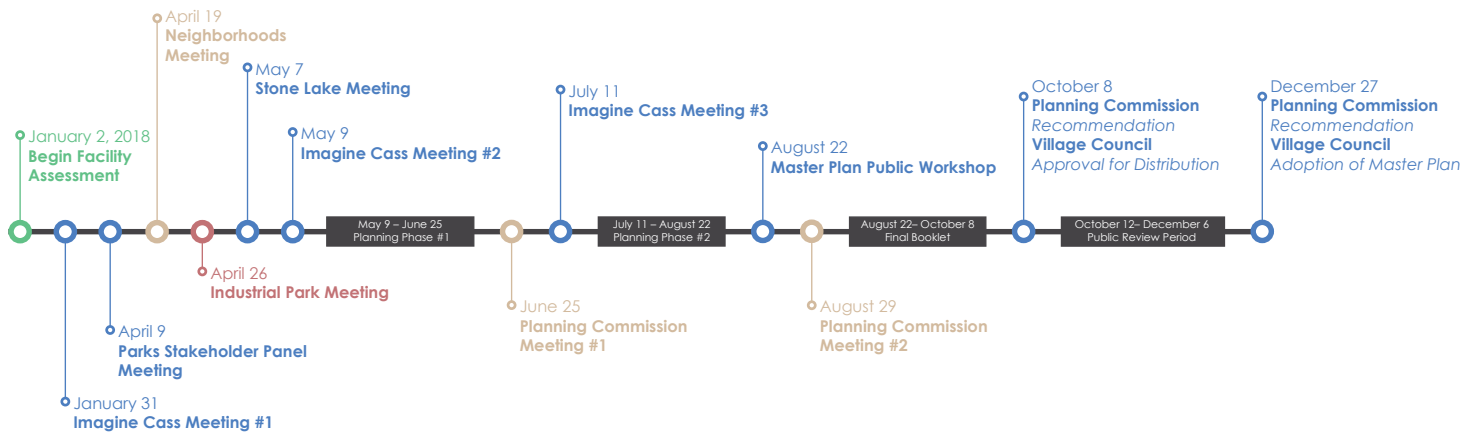 April 19
Neighborhoods
Meeting
May 7
Stone Lake Meeting
July 11
Imagine Cass Meeting #3
October 8
Planning Commission
Recommendation
Village Council
Approval for Distribution
December 27
Planning Commission
Recommendation
Village Council
Adoption of Master Plan
January 2, 2018
Begin Facility
Assessment
May 9
Imagine Cass Meeting #2
August 22
Master Plan Public Workshop
May 9 – June 25
Planning Phase #1
July 11 – August 22
Planning Phase #2
August 22– October 8
Final Booklet
October 12– December 6
Public Review Period
April 26
Industrial Park Meeting
June 25
Planning Commission
Meeting #1
August 29
Planning Commission
Meeting #2
April 9
Parks Stakeholder Panel
Meeting
January 31
Imagine Cass Meeting #1